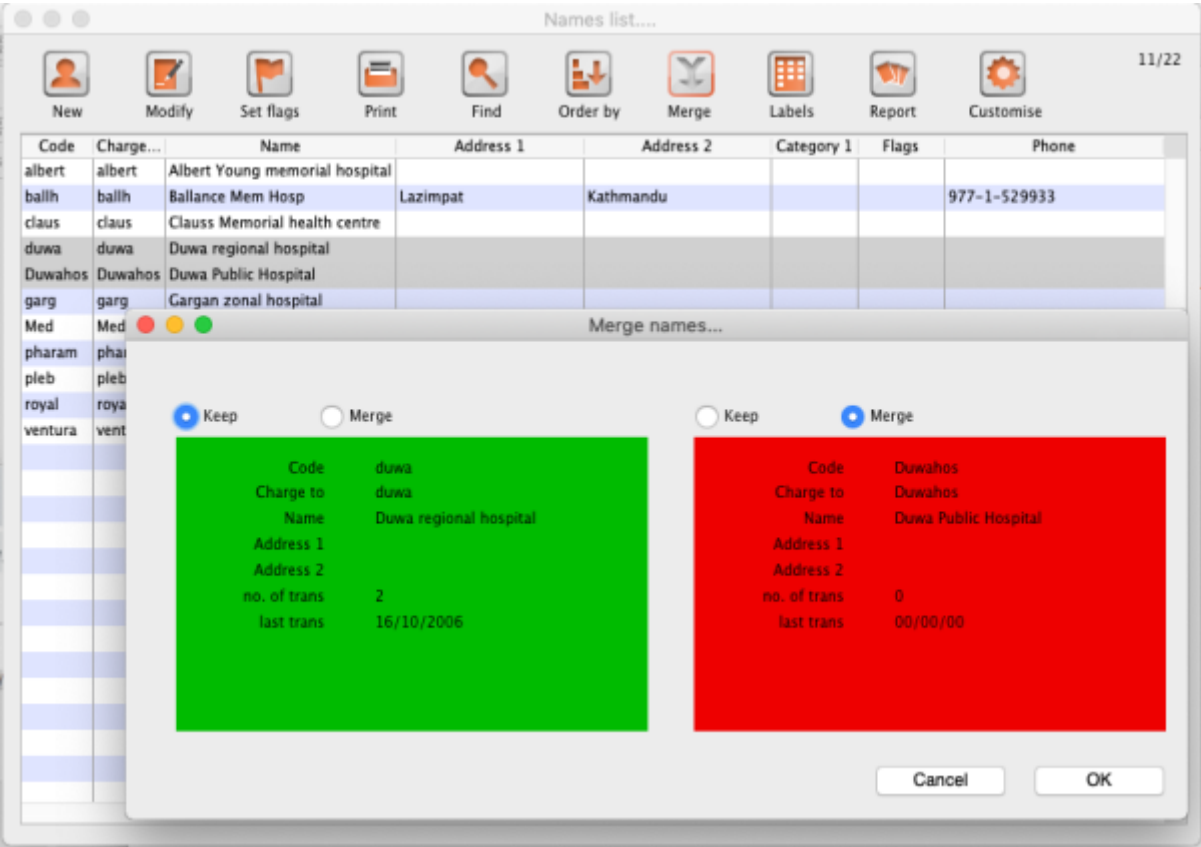 Names list....
11/22
New Modify Set flags Print Find Order by Merge Labels Report Customise
Code Charge... Name Address 1 Address 2 Category 1 Flags Phone
albert albert Albert Young memorial hospital
ballh ballh Ballance Mem Hosp Lazimpat Kathmandu 977-1-529933
claus claus Clauss Memorial health centre
duwa duwa Duwa regional hospital
Duwahos Duwahos Duwa Public Hospital
garg garg Gargan zonal hospital
Med Med
pharam phar
pleb pleb
royal roya
ventura vent
Merge names...
Keep Merge Keep Merge
Code duwa Code Duwahos
Charge to duwa Charge to Duwahos
Name Duwa regional hospital Name Duwa Public Hospital
Address 1 Address 1
Address 2 Address 2
no. of trans 2 no. of trans 0
last trans 16/10/2006 last trans 00/00/00
Cancel OK